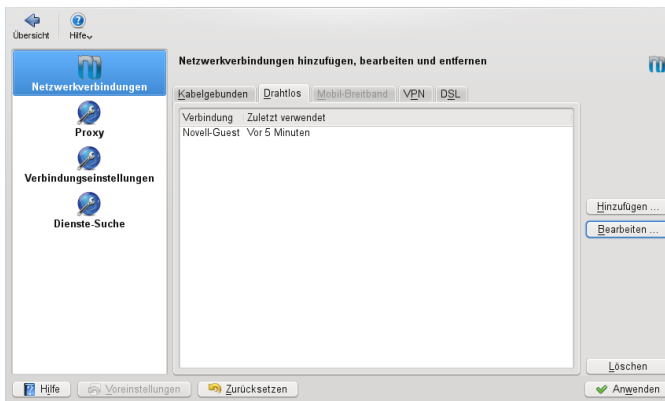 Übersicht
Hilfe
Netzwerkverbindungen
Proxy
Verbindungseinstellungen
Dienste-Suche
Netzwerkverbindungen hinzufügen, bearbeiten und entfernen
Kabelgebunden Drahtlos Mobil-Breitband VPN DSL
Verbindung Zuletzt verwendet
Novell-Guest Vor 5 Minuten
Hinzufügen ...
Bearbeiten ...
Löschen
Hilfe Voreinstellungen Zurücksetzen Anwenden